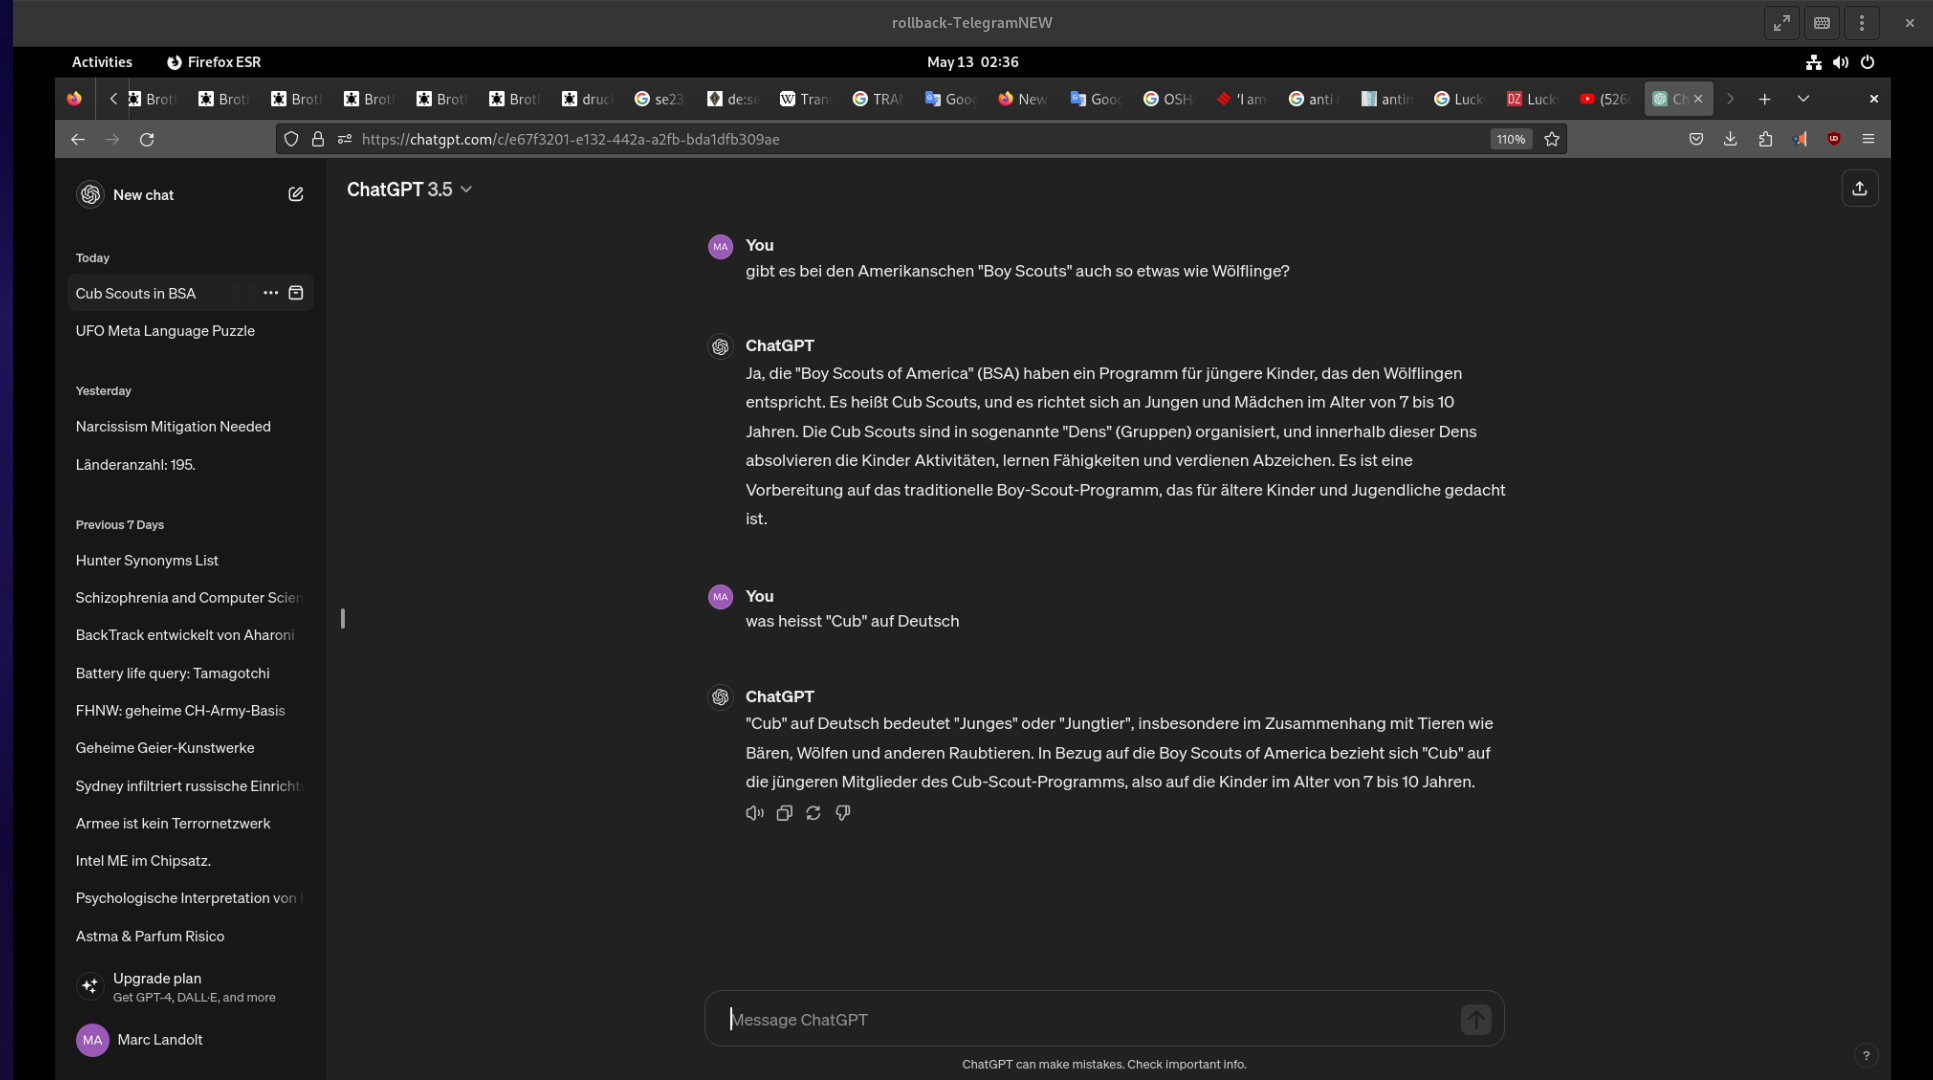 rollback-TelegramNEW
Activities
Firefox ESR
May 13 02:36
Brot
Brot
Brot
Brot
Brot
Brot
druc
se23
de:se
Tran
TRA
Goo
New
Goo
OSH
'I am
anti
antin
Luck
Luck
(526
Ch
https://chatgpt.com/c/e67f3201-e132-442a-a2fb-bda1dfb309ae
110%
New chat
ChatGPT 3.5
Today
Cub Scouts in BSA
UFO Meta Language Puzzle
Yesterday
Narcissism Mitigation Needed
Länderanzahl: 195.
Previous 7 Days
Hunter Synonyms List
Schizophrenia and Computer Scien
BackTrack entwickelt von Aharoni
Battery life query: Tamagotchi
FHNW: geheime CH-Army-Basis
Geheime Geier-Kunstwerke
Sydney infiltriert russische Einricht
Armee ist kein Terrornetzwerk
Intel ME im Chipsatz.
Psychologische Interpretation von
Astma & Parfum Risico
Upgrade plan
Get GPT-4, DALL·E, and more
MA
Marc Landolt
MA
You
gibt es bei den Amerikanschen "Boy Scouts" auch so etwas wie Wölflinge?
ChatGPT
Ja, die "Boy Scouts of America" (BSA) haben ein Programm für jüngere Kinder, das den Wölflingen
entspricht. Es heißt Cub Scouts, und es richtet sich an Jungen und Mädchen im Alter von 7 bis 10
Jahren. Die Cub Scouts sind in sogenannte "Dens" (Gruppen) organisiert, und innerhalb dieser Dens
absolvieren die Kinder Aktivitäten, lernen Fähigkeiten und verdienen Abzeichen. Es ist eine
Vorbereitung auf das traditionelle Boy-Scout-Programm, das für ältere Kinder und Jugendliche gedacht
ist.
MA
You
was heisst "Cub" auf Deutsch
ChatGPT
"Cub" auf Deutsch bedeutet "Junges" oder "Jungtier", insbesondere im Zusammenhang mit Tieren wie
Bären, Wölfen und anderen Raubtieren. In Bezug auf die Boy Scouts of America bezieht sich "Cub" auf
die jüngeren Mitglieder des Cub-Scout-Programms, also auf die Kinder im Alter von 7 bis 10 Jahren.
Message ChatGPT
ChatGPT can make mistakes. Check important info.
?